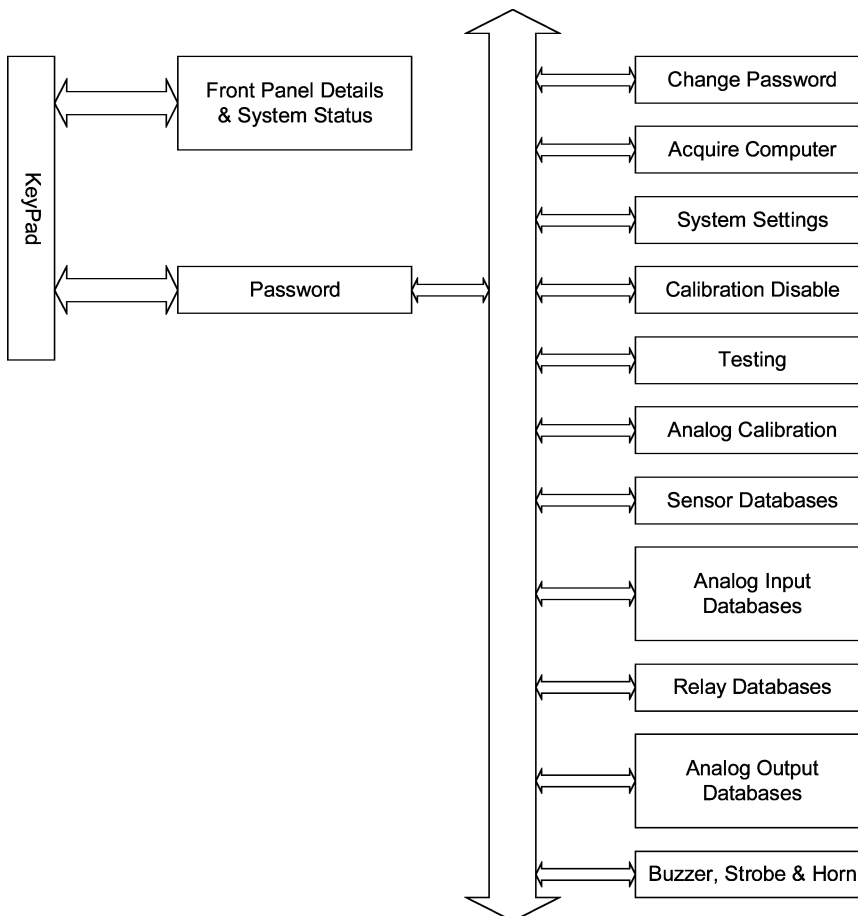 KeyPad
Front Panel Details
& System Status
Password
Change Password
Acquire Computer
System Settings
Calibration Disable
Testing
Analog Calibration
Sensor Databases
Analog Input
Databases
Relay Databases
Analog Output
Databases
Buzzer, Strobe & Horn